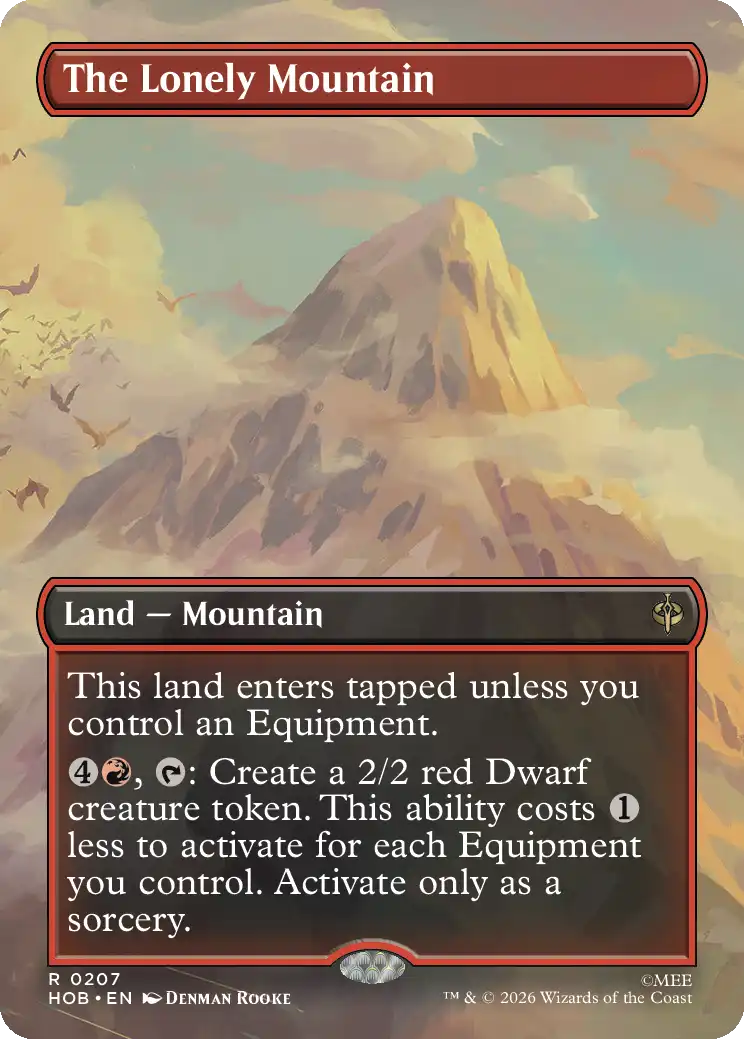 The Lonely Mountain
Land — Mountain
This land enters tapped unless you
control an Equipment.
4, : Create a 2/2 red Dwarf
creature token. This ability costs 1
less to activate for each Equipment
you control. Activate only as a
sorcery.
R 0207
HOB • EN Denman Rooke
©MEE
™ & © 2026 Wizards of the Coast